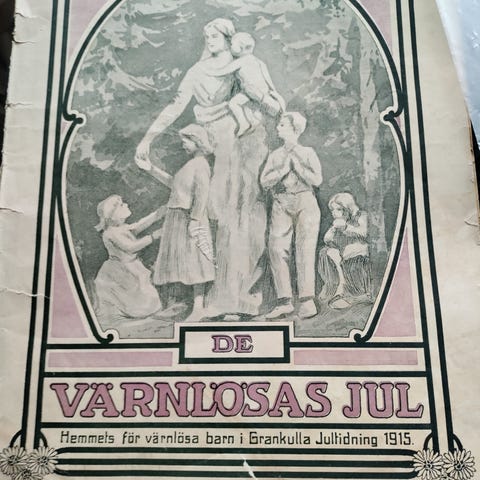 DE
VÄRNLÖSAS JUL
Hemmets för värnlösa barn i Grankulla Jultidning 1915.